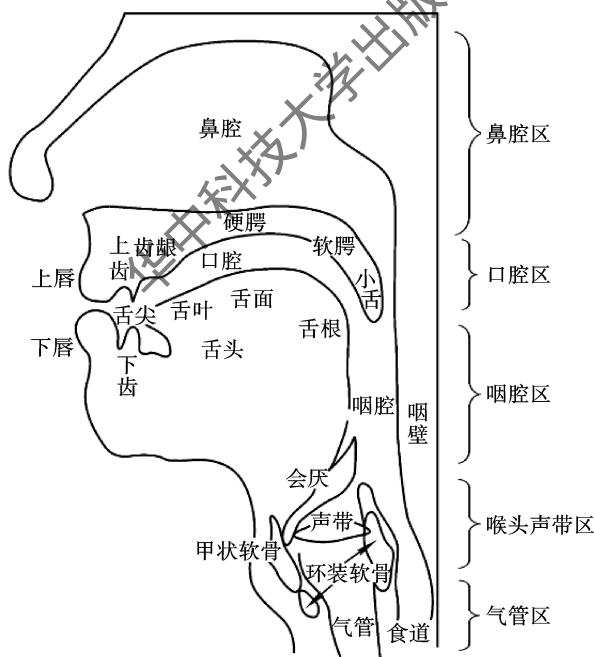 华中科技大学出版
鼻腔
鼻腔区
硬腭
软腭
上齿
齿龈
口腔
小舌
口腔区
上唇
舌尖
舌叶
舌面
舌根
下唇
下齿
舌头
咽腔
咽壁
咽腔区
会厌
声带
喉头声带区
甲状软骨
环装软骨
气管
食道
气管区